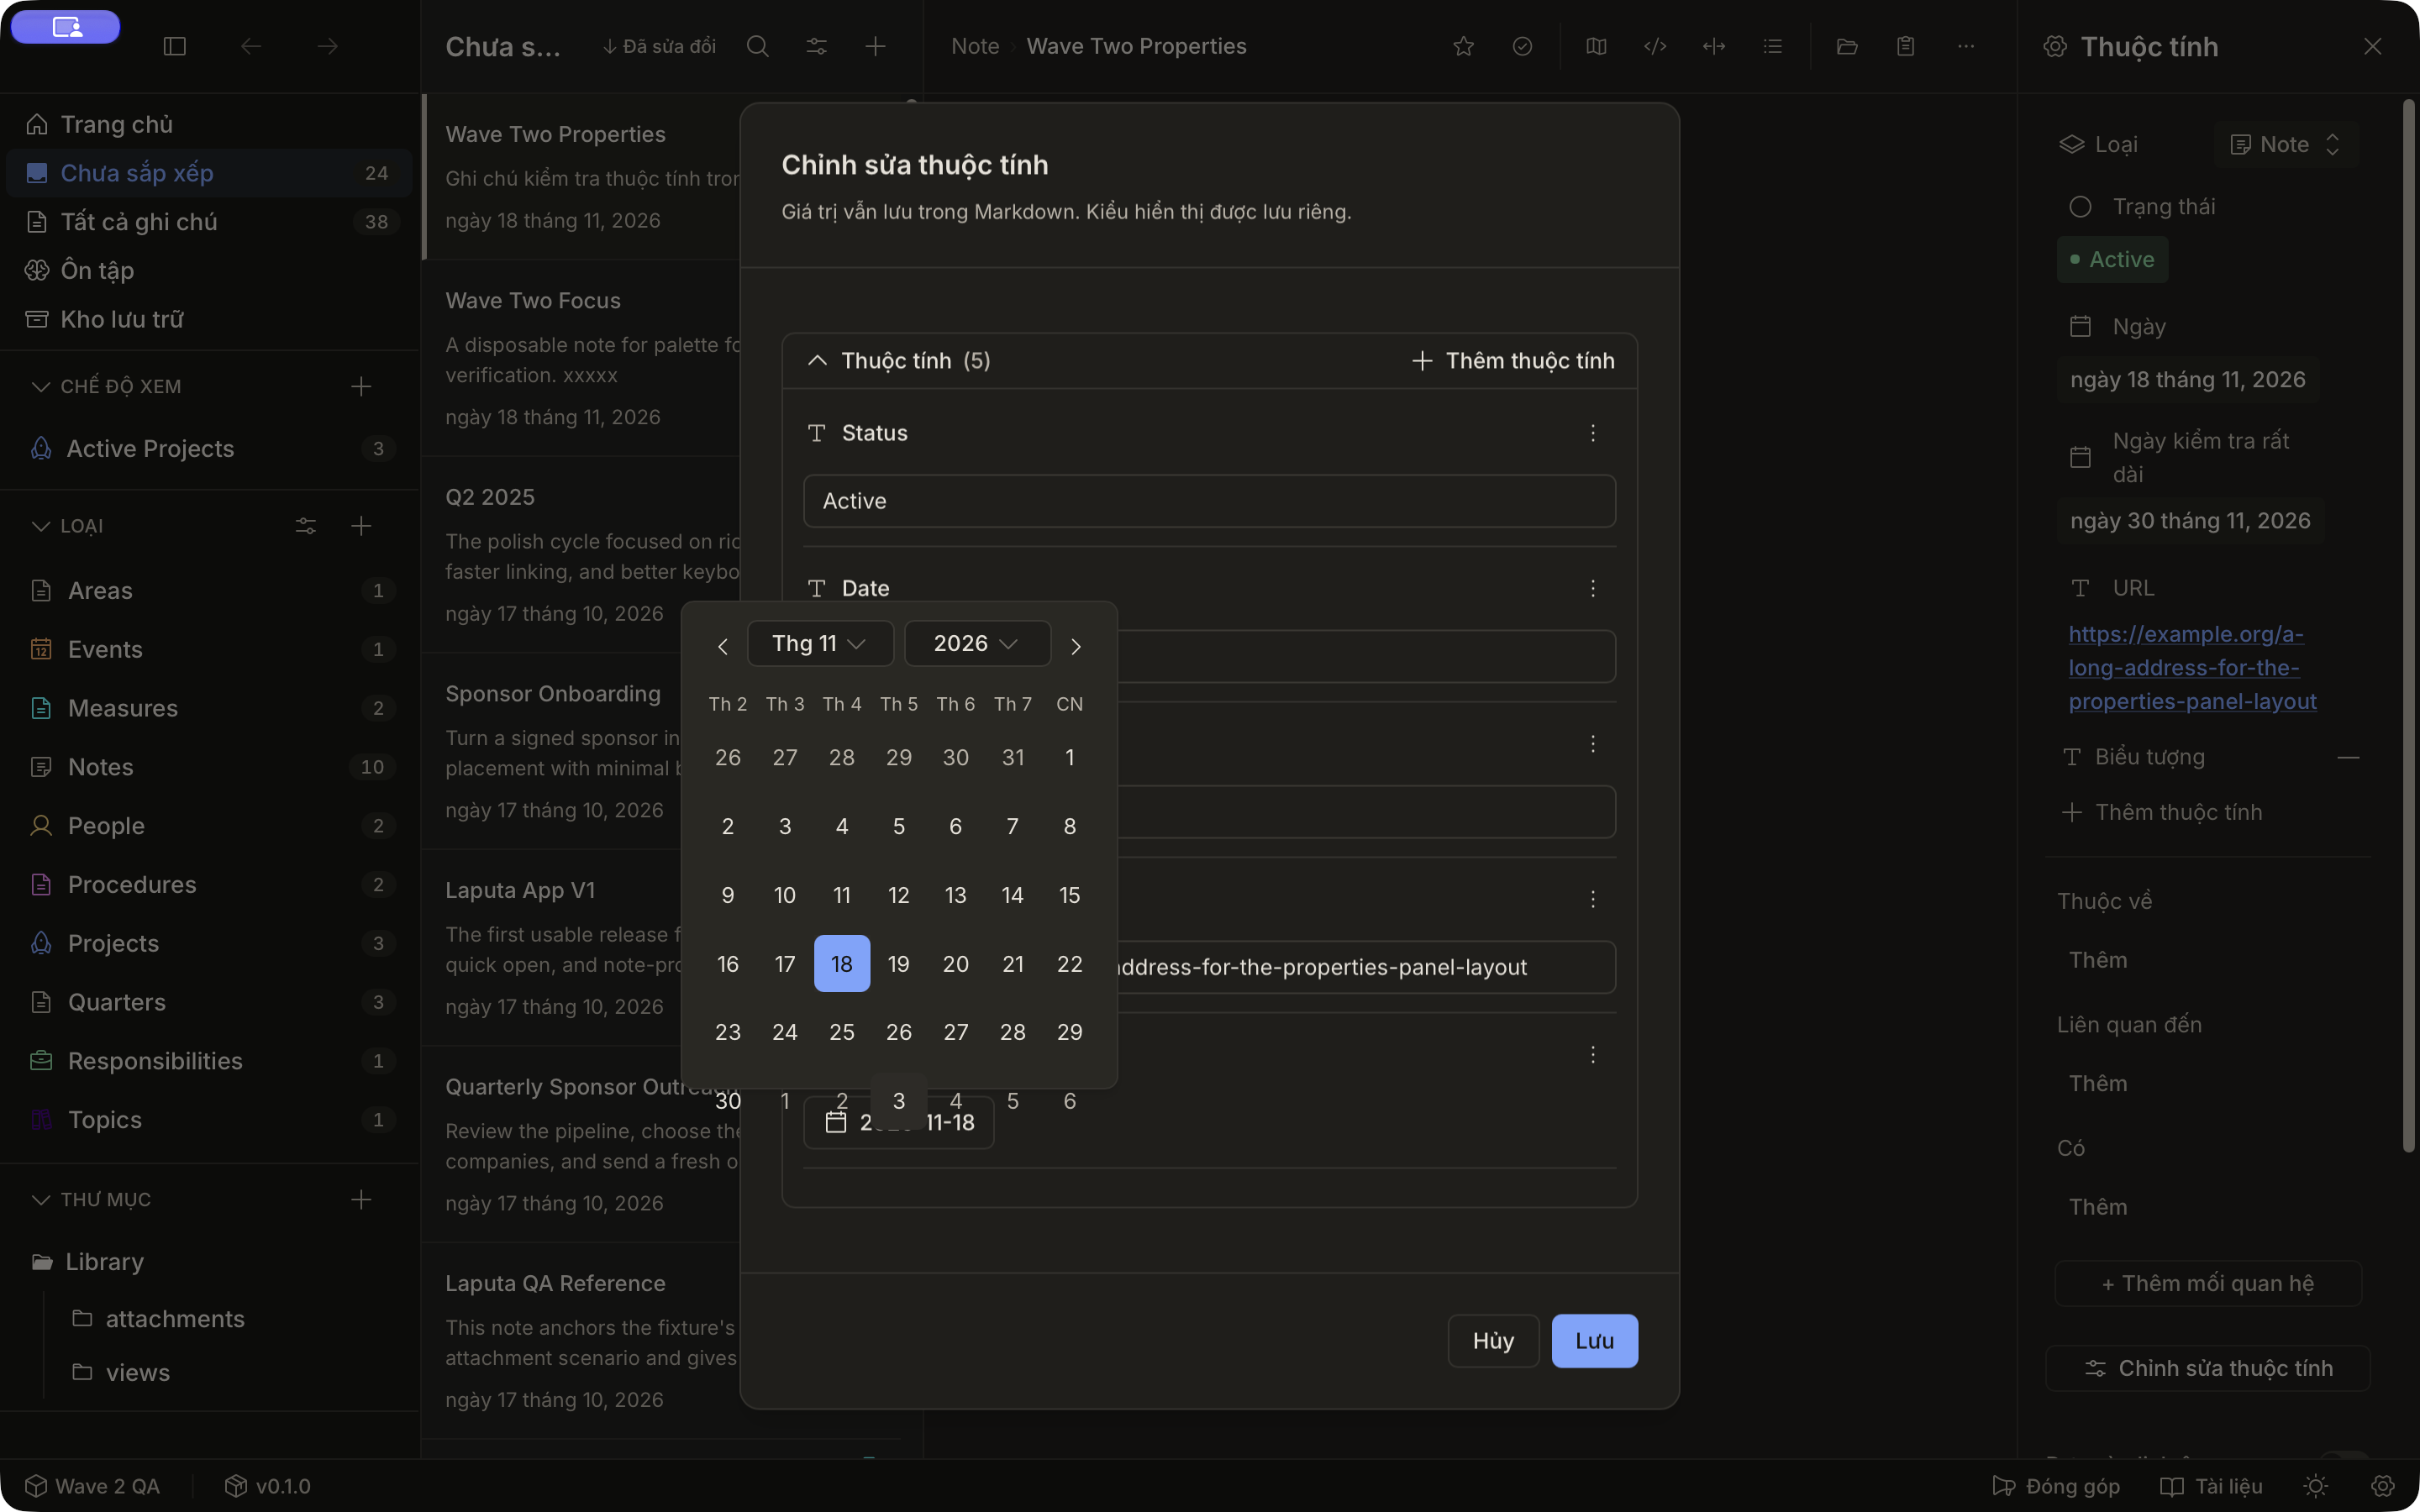 Chưa s...
Đã sửa đổi
Note
Wave Two Properties
Thuộc tính
Trang chủ
Chưa sắp xếp 24
Tất cả ghi chú 38
Ôn tập
Kho lưu trữ
CHẾ ĐỘ XEM
Active Projects 3
LOẠI
Areas 1
Events 1
Measures 2
Notes 10
People 2
Procedures 2
Projects 3
Quarters 3
Responsibilities 1
Topics 1
THƯ MỤC
Library
attachments
views
Wave Two Properties
Ghi chú kiểm tra thuộc tính
ngày 18 tháng 11, 2026
Wave Two Focus
A disposable note for palette
verification. xxxxx
ngày 18 tháng 11, 2026
Q2 2025
The polish cycle focused on
faster linking, and better
ngày 17 tháng 10, 2026
Sponsor Onboarding
Turn a signed sponsor
placement with minimal
ngày 17 tháng 10, 2026
Laputa App V1
The first usable release
quick open, and
ngày 17 tháng 10, 2026
Quarterly Sponsor
Review the pipeline, choose
companies, and send a fresh
ngày 17 tháng 10, 2026
Laputa QA Reference
This note anchors the fixture's
attachment scenario and gives
ngày 17 tháng 10, 2026
Chỉnh sửa thuộc tính
Giá trị vẫn lưu trong Markdown. Kiểu hiển thị được lưu riêng.
Thuộc tính (5)
Thêm thuộc tính
Status
Active
Date
Thg 11 2026
Th 2 Th 3 Th 4 Th 5 Th 6 Th 7 CN
26 27 28 29 30 31 1
2 3 4 5 6 7 8
9 10 11 12 13 14 15
16 17 18 19 20 21 22
23 24 25 26 27 28 29
30 1 2 3 4 5 6
address-for-the-properties-panel-layout
11-18
Hủy
Lưu
Loại
Note
Trạng thái
Active
Ngày
ngày 18 tháng 11, 2026
Ngày kiểm tra rất
dài
ngày 30 tháng 11, 2026
URL
https://example.org/a-
long-address-for-the-
properties-panel-layout
Biểu tượng —
Thêm thuộc tính
Thuộc về
Thêm
Liên quan đến
Thêm
Có
Thêm
+ Thêm mối quan hệ
Chỉnh sửa thuộc tính
Wave 2 QA
v0.1.0
Đóng góp
Tài liệu